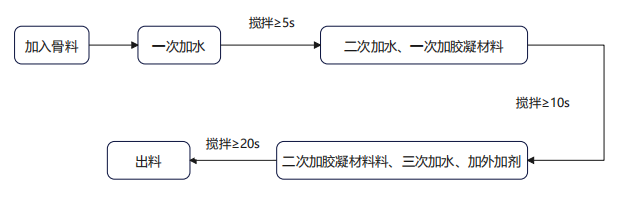 加入骨料
一次加水
搅拌≥5s
二次加水、一次加胶凝材料
搅拌≥10s
二次加胶凝材料料、三次加水、加外加剂
搅拌≥20s
出料